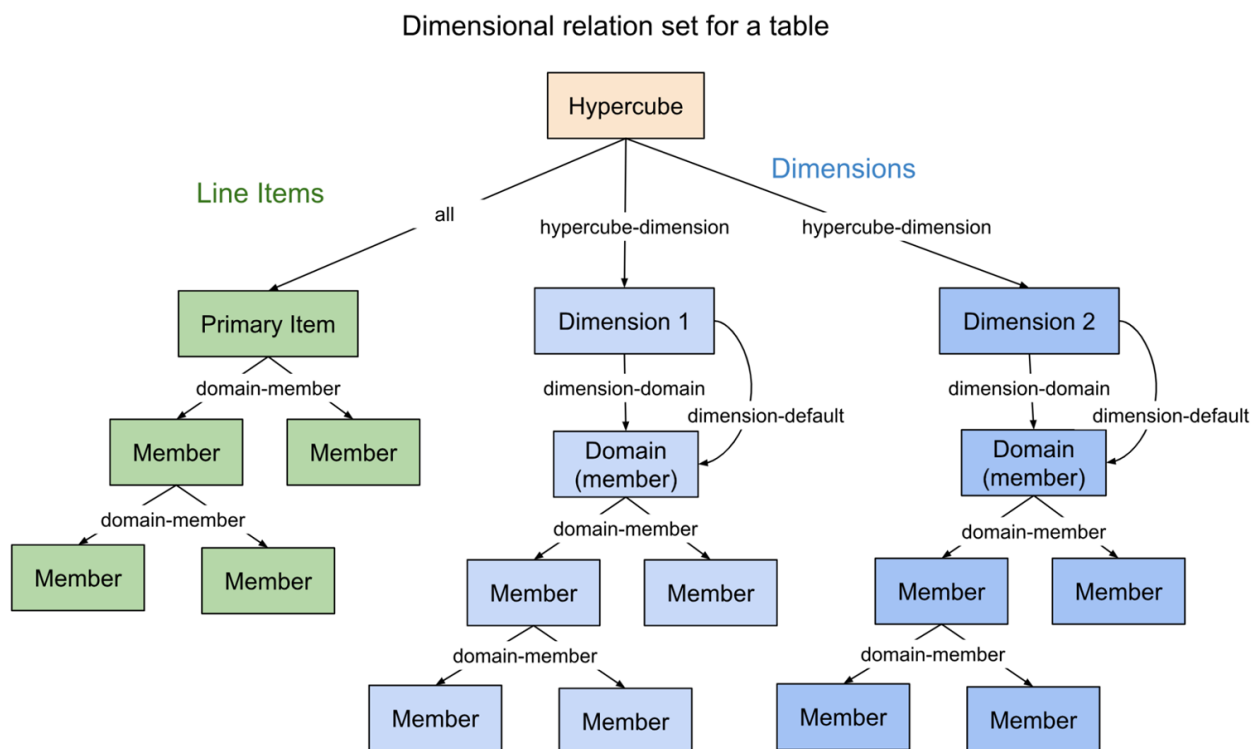 Dimensional relation set for a table
Hypercube
Dimensions
Line Items
all
hypercube-dimension
hypercube-dimension
Primary Item
Dimension 1
Dimension 2
domain-member
dimension-domain
dimension-domain
dimension-default
dimension-default
Member
Member
Domain
(member)
Domain
(member)
domain-member
domain-member
domain-member
Member
Member
Member
Member
Member
Member
domain-member
domain-member
Member
Member
Member
Member